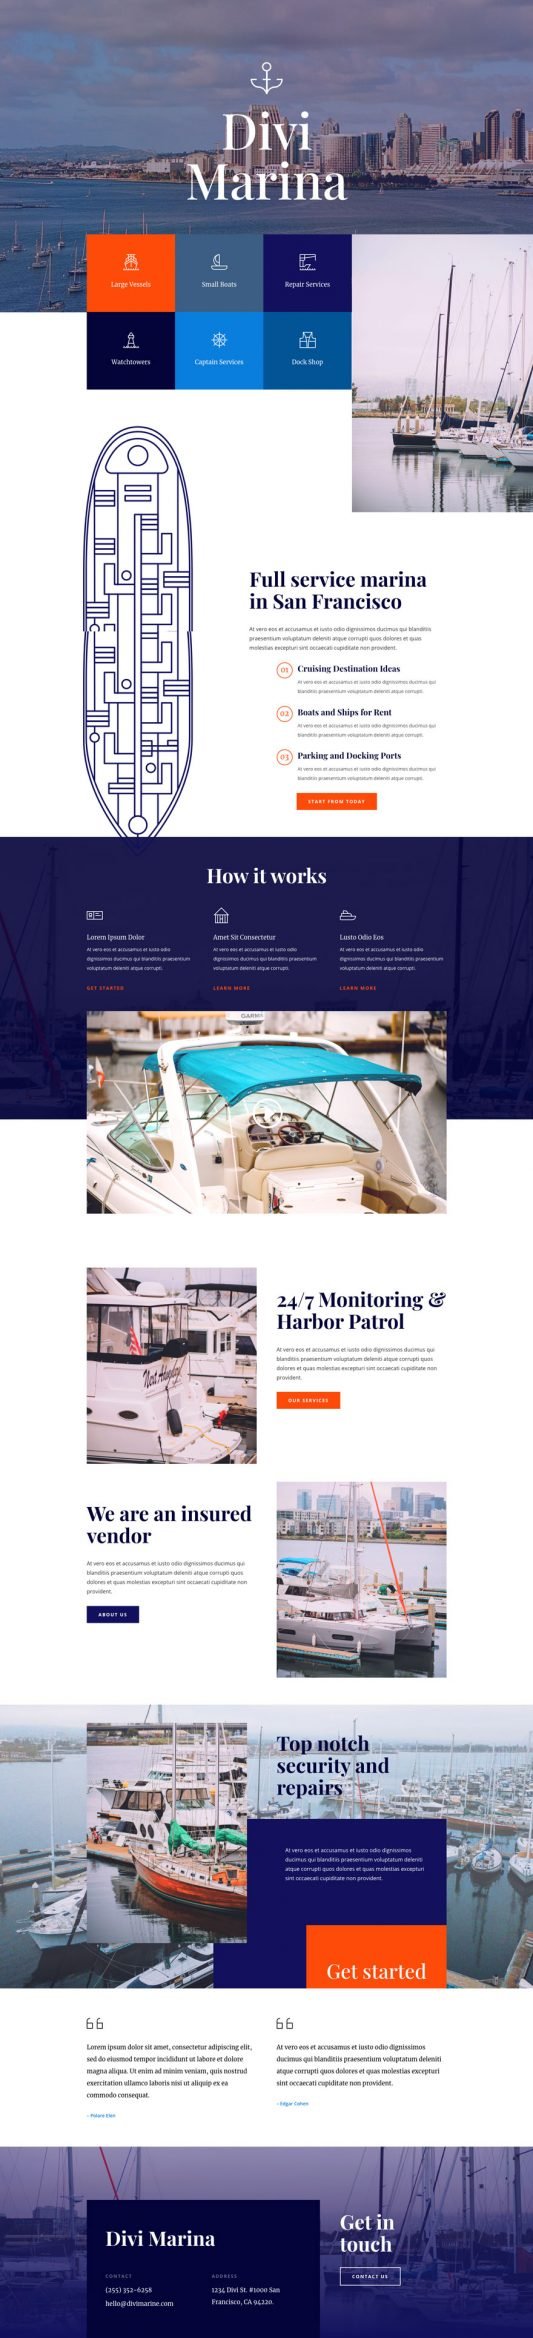 Divi
Marina
Large Vessels
Small Boats
Repair Services
Watchtowers
Captain Services
Dock Shop
Full service marina
in San Francisco
At vero eos et accusamus et iusto odio dignissimos ducimus qui blanditiis
praesentium voluptatum deleniti atque corrupti quos dolores et quas
molestias excepturi sint occaecati cupiditate non provident.
01 Cruising Destination Ideas
At vero eos et accusamus et iusto odio dignissimos ducimus qui
blanditiis praesentium voluptatum deleniti atque corrupti.
02 Boats and Ships for Rent
At vero eos et accusamus et iusto odio dignissimos ducimus qui
blanditiis praesentium voluptatum deleniti atque corrupti.
03 Parking and Docking Ports
At vero eos et accusamus et iusto odio dignissimos ducimus qui
blanditiis praesentium voluptatum deleniti atque corrupti.
START FROM TODAY
How it works
Lorem Ipsum Dolor
At vero eos et accusamus et iusto odio
dignissimos ducimus qui blanditiis praesentium
voluptatum deleniti atque corrupti.
GET STARTED
Amet Sit Consectetur
At vero eos et accusamus et iusto odio
dignissimos ducimus qui blanditiis praesentium
voluptatum deleniti atque corrupti.
LEARN MORE
Lusto Odio Eos
At vero eos et accusamus et iusto odio
dignissimos ducimus qui blanditiis praesentium
voluptatum deleniti atque corrupti.
LEARN MORE
GARMIN
24/7 Monitoring &
Harbor Patrol
At vero eos et accusamus et iusto odio dignissimos ducimus qui
blanditiis praesentium voluptatum deleniti atque corrupti quos
dolores et quas molestias excepturi sint occaecati cupiditate non
provident.
OUR SERVICES
We are an insured
vendor
At vero eos et accusamus et iusto odio dignissimos ducimus qui
blanditiis praesentium voluptatum deleniti atque corrupti quos
dolores et quas molestias excepturi sint occaecati cupiditate non
provident.
ABOUT US
Top notch
security and
repairs
At vero eos et accusamus et iusto odio dignissimos
ducimus qui blanditiis praesentium voluptatum deleniti
atque corrupti quos dolores et quas molestias excepturi
sint occaecati cupiditate non provident.
Get started
Lorem ipsum dolor sit amet, consectetur adipiscing elit,
sed do eiusmod tempor incididunt ut labore et dolore
magna aliqua. Ut enim ad minim veniam, quis nostrud
exercitation ullamco laboris nisi ut aliquip ex ea
commodo consequat.
– Polare Elen
At vero eos et accusamus et iusto odio dignissimos
ducimus qui blanditiis praesentium voluptatum deleniti
atque corrupti quos dolores et quas molestias excepturi
sint occaecati cupiditate non provident.
– Edgar Cohen
Divi Marina
CONTACT
(255) 352-6258
hello@divimarine.com
ADDRESS
1234 Divi St. #1000 San
Francisco, CA 94220.
Get in
touch
CONTACT US